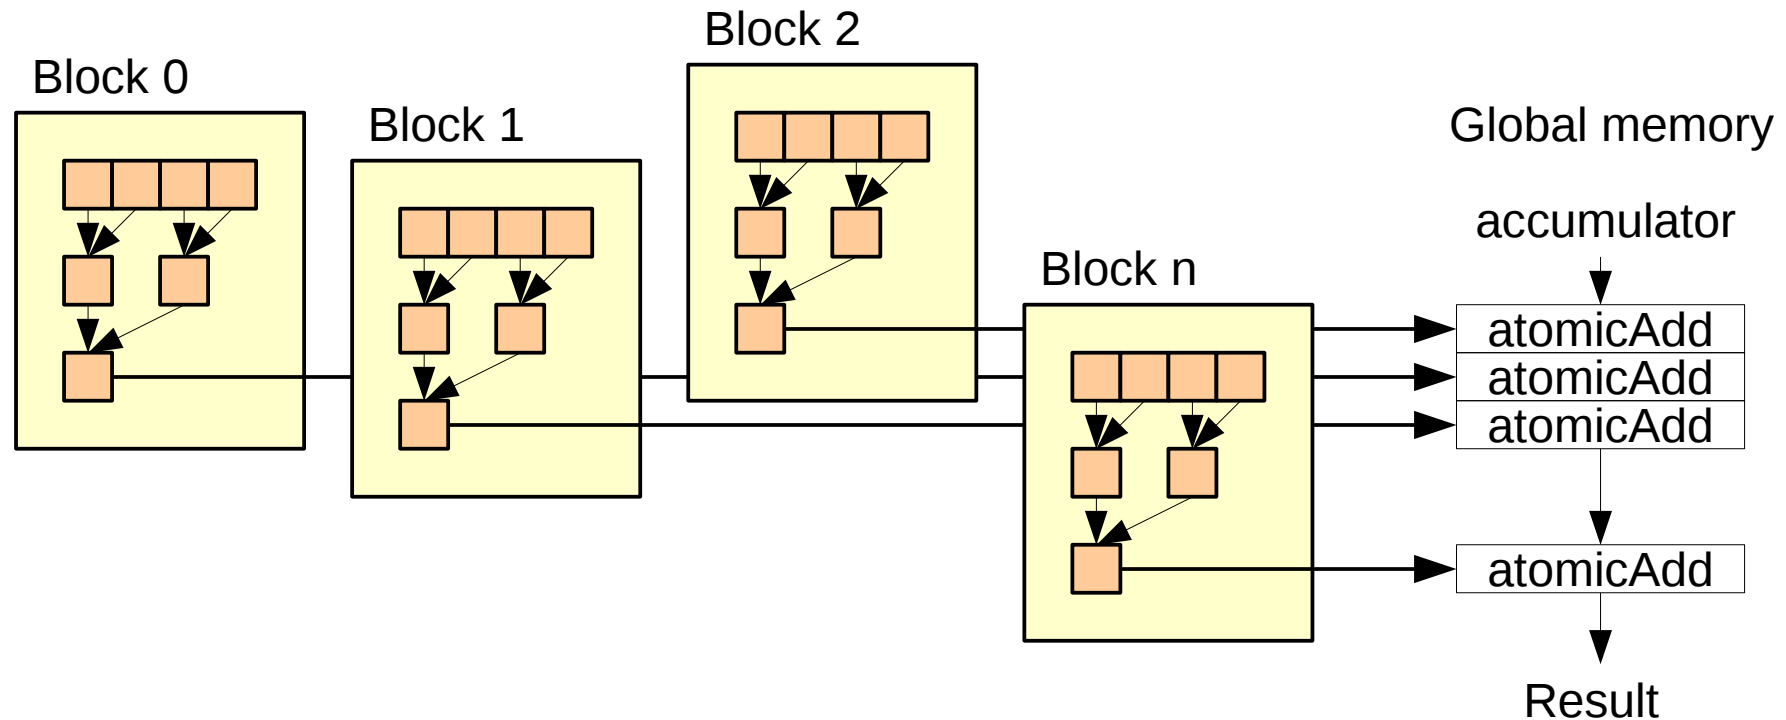 Block 0
Block 1
Block 2
Block n
Global memory
accumulator
atomicAdd
atomicAdd
atomicAdd
atomicAdd
Result